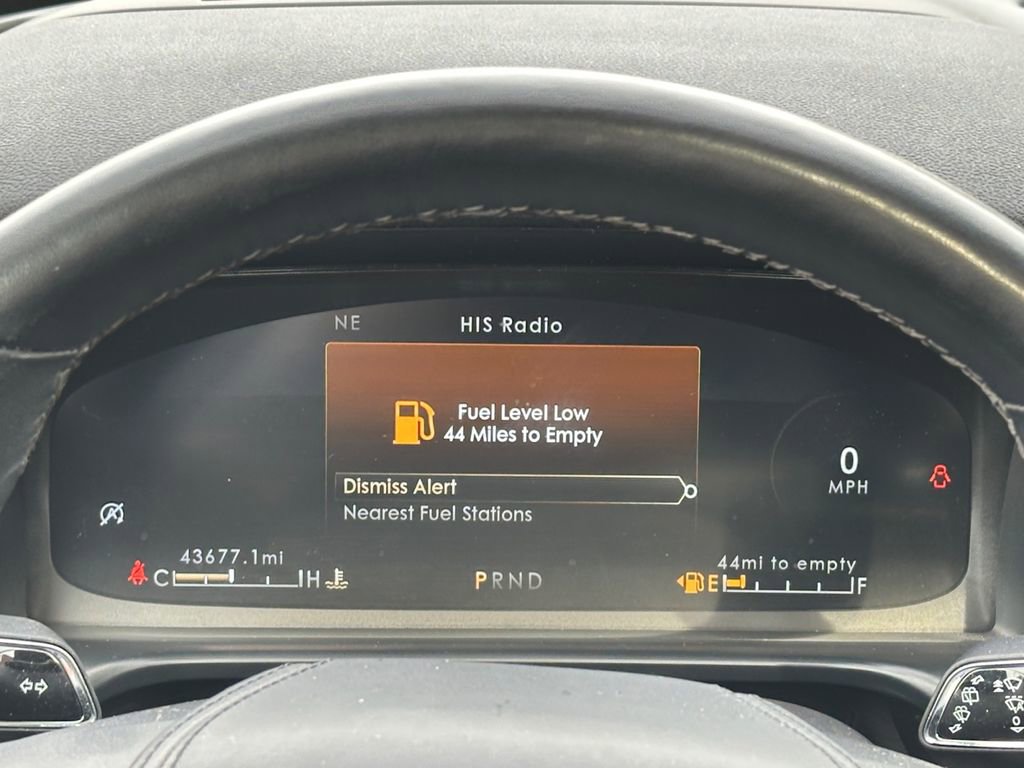 NE HIS Radio
Fuel Level Low
44 Miles to Empty
Dismiss Alert
Nearest Fuel Stations
0
MPH
43677.1mi
C H
PRND
44mi to empty
E F